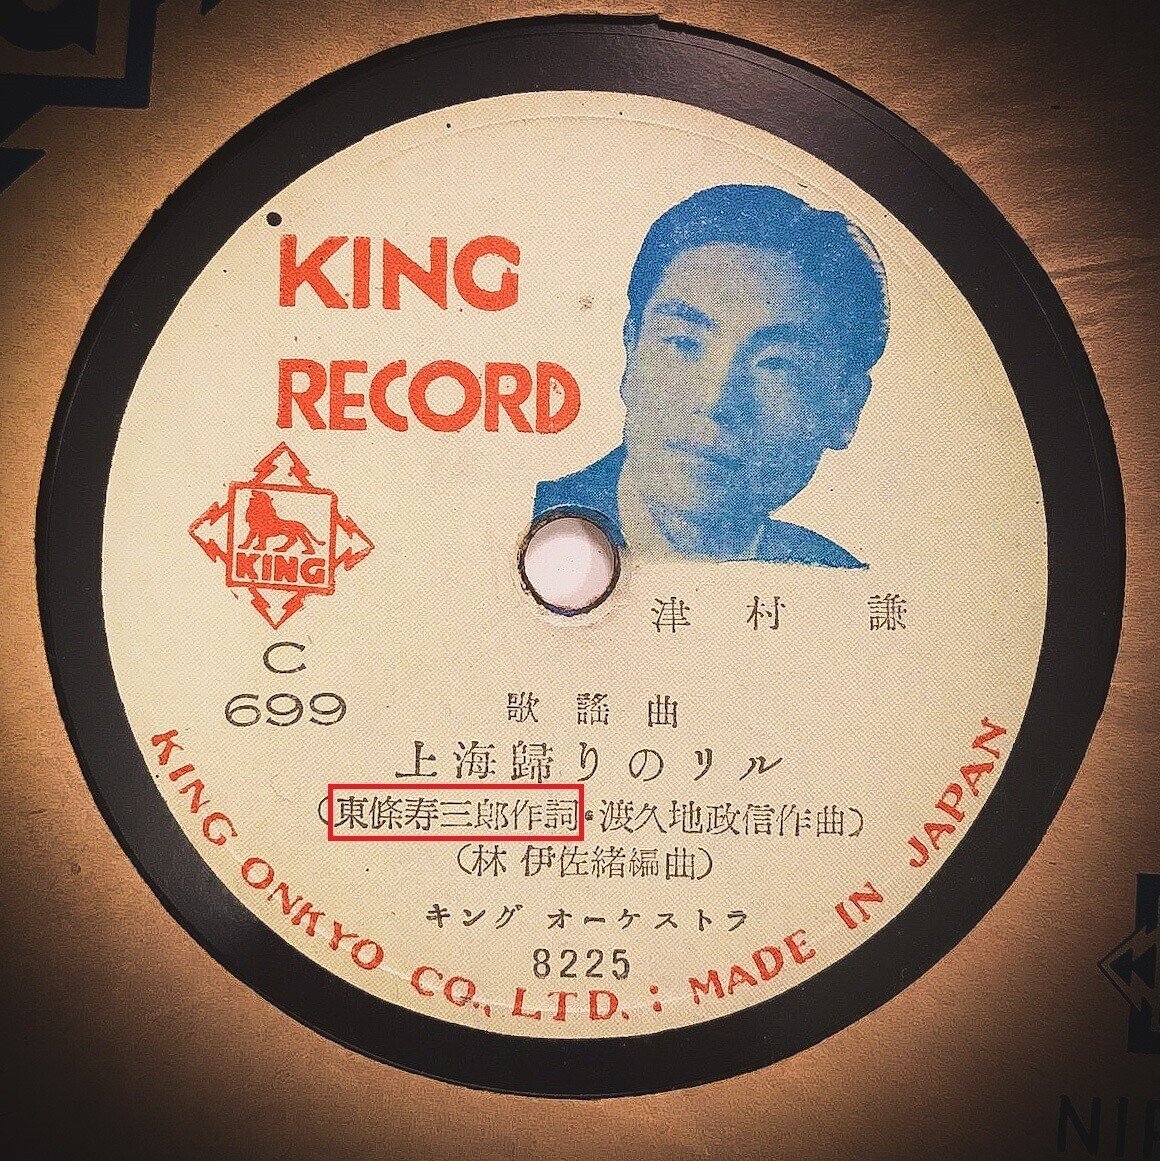 KING
RECORD
KING
C
699
津村 謙
歌謡曲
上海歸りのリル
(東條寿三郎作詞・渡久地政信作曲)
(林 伊佐緒編曲)
キング オーケストラ
8225
KING ONKYO CO., LTD. : MADE IN JAPAN